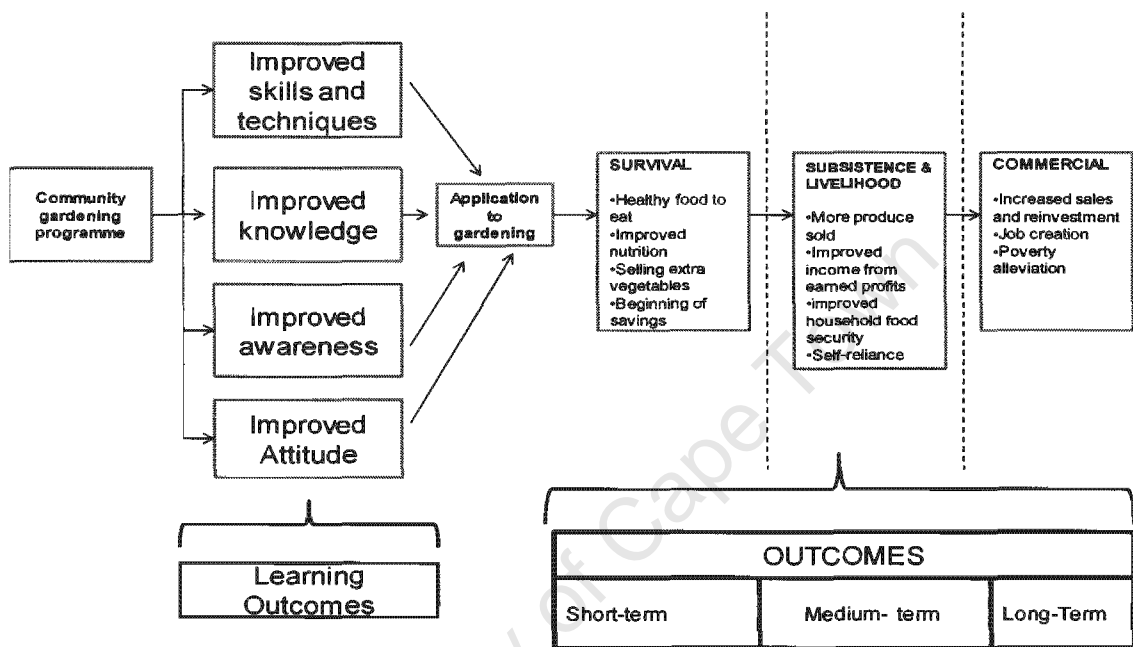 Community
gardening
programme
Improved
skills and
techniques
Improved
knowledge
Improved
awareness
Improved
Attitude
Application
to
gardening
SURVIVAL
•Healthy food to
eat
•Improved
nutrition
•Selling extra
vegetables
•Beginning of
savings
SUBSISTENCE &
LIVELIHOOD
•More produce
sold
•Improved
income from
earned profits
•improved
household food
security
•Self-reliance
COMMERCIAL
•Increased sales
and reinvestment
•Job creation
•Poverty
alleviation
Learning
Outcomes
OUTCOMES
Short-term
Medium- term
Long-Term
of Cape Town